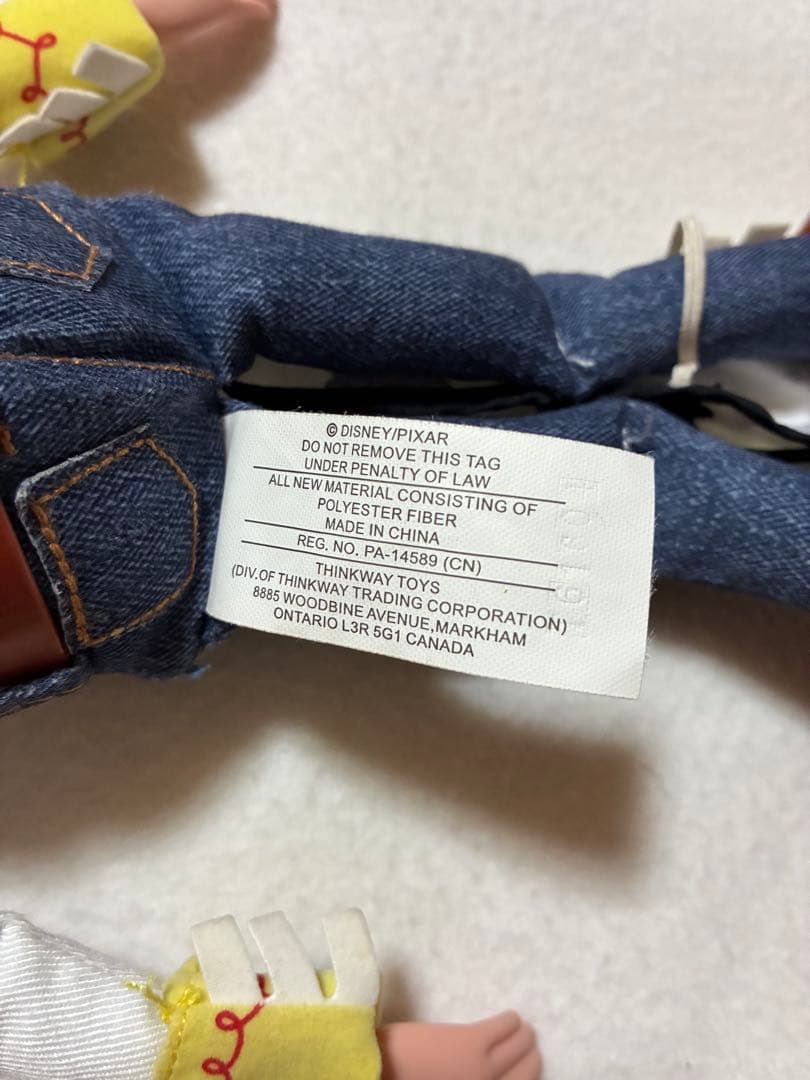 © DISNEY/PIXAR
DO NOT REMOVE THIS TAG
UNDER PENALTY OF LAW
ALL NEW MATERIAL CONSISTING OF
POLYESTER FIBER
MADE IN CHINA
REG. NO. PA-14589 (CN)
THINKWAY TOYS
(DIV.OF THINKWAY TRADING CORPORATION)
8885 WOODBINE AVENUE,MARKHAM
ONTARIO L3R 5G1 CANADA